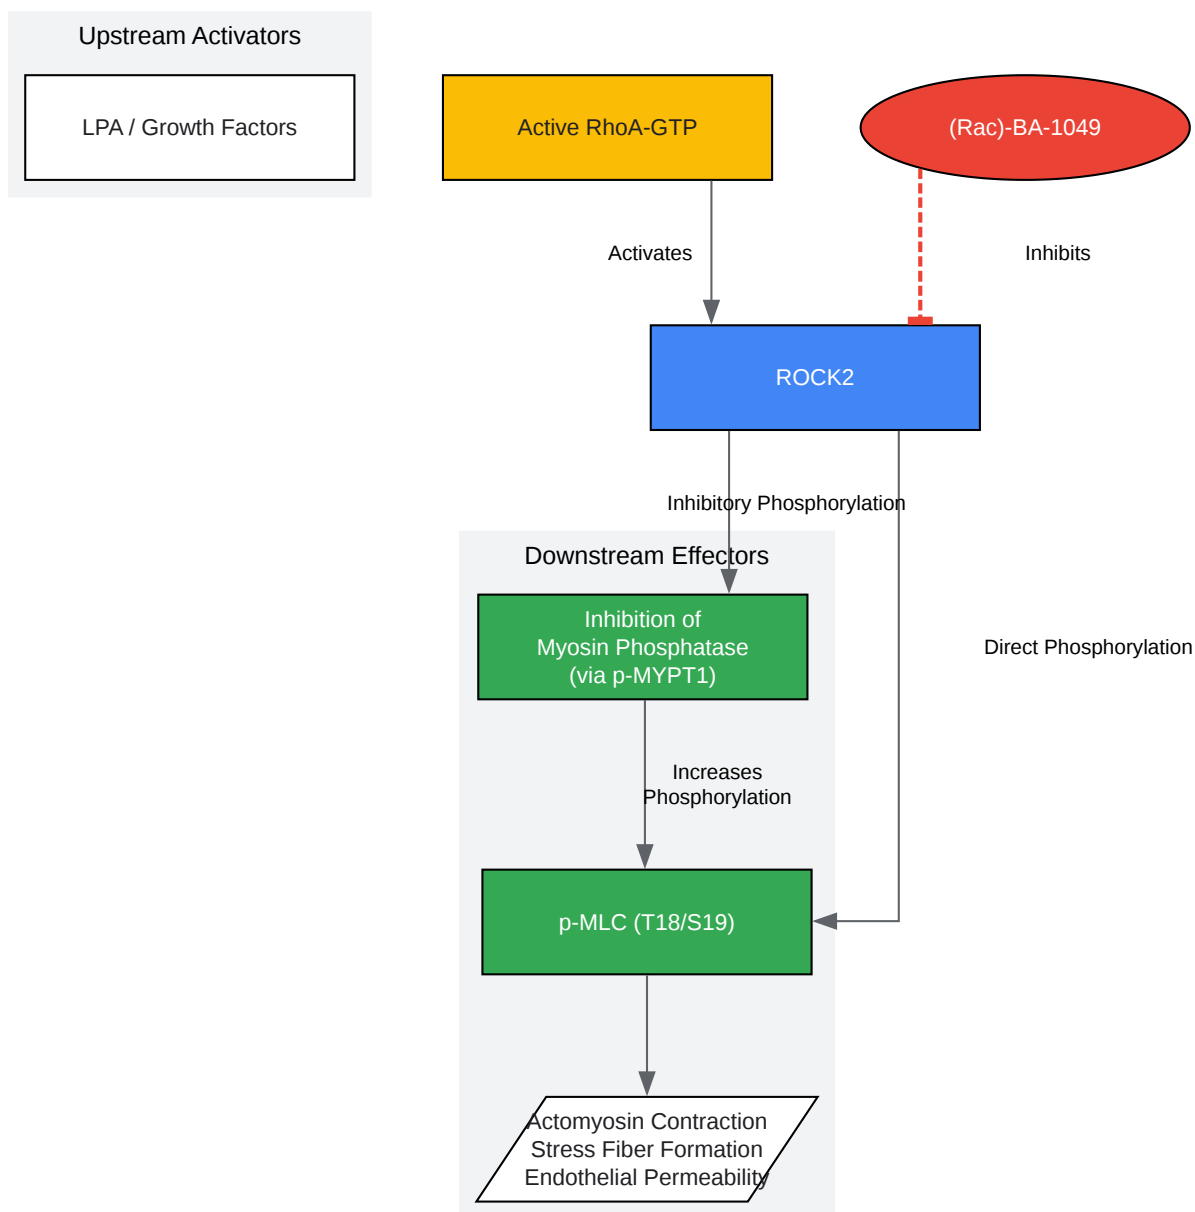 Upstream Activators
LPA / Growth Factors
Active RhoA-GTP
(Rac)-BA-1049
Activates
Inhibits
ROCK2
Inhibitory Phosphorylation
Downstream Effectors
Inhibition of
Myosin Phosphatase
(via p-MYPT1)
Direct Phosphorylation
Increases
Phosphorylation
p-MLC (T18/S19)
Actomyosin Contraction
Stress Fiber Formation
Endothelial Permeability